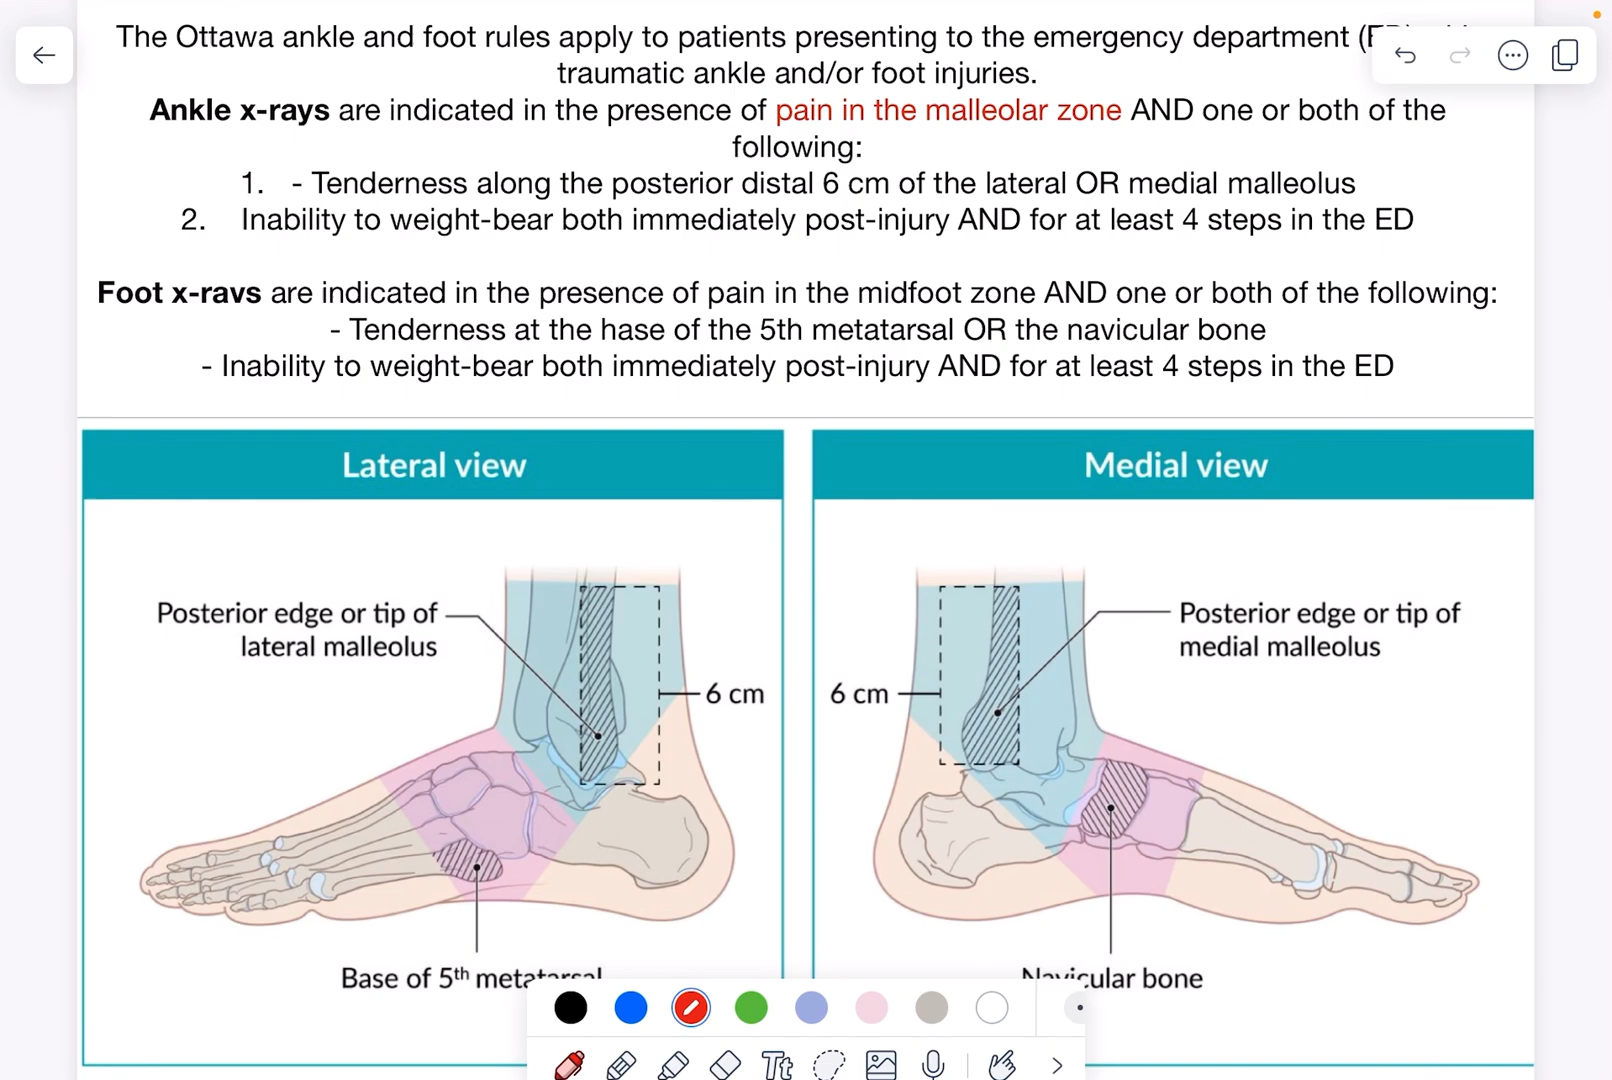 The Ottawa ankle and foot rules apply to patients presenting to the emergency department
traumatic ankle and/or foot injuries.
Ankle x-rays are indicated in the presence of pain in the malleolar zone AND one or both of the
following:
1. - Tenderness along the posterior distal 6 cm of the lateral OR medial malleolus
2. Inability to weight-bear both immediately post-injury AND for at least 4 steps in the ED
Foot x-ravs are indicated in the presence of pain in the midfoot zone AND one or both of the following:
- Tenderness at the hase of the 5th metatarsal OR the navicular bone
- Inability to weight-bear both immediately post-injury AND for at least 4 steps in the ED
Lateral view
Posterior edge or tip of
lateral malleolus
6 cm
Base of 5th metatarsal
Medial view
Posterior edge or tip of
medial malleolus
6 cm
Navicular bone
Tt